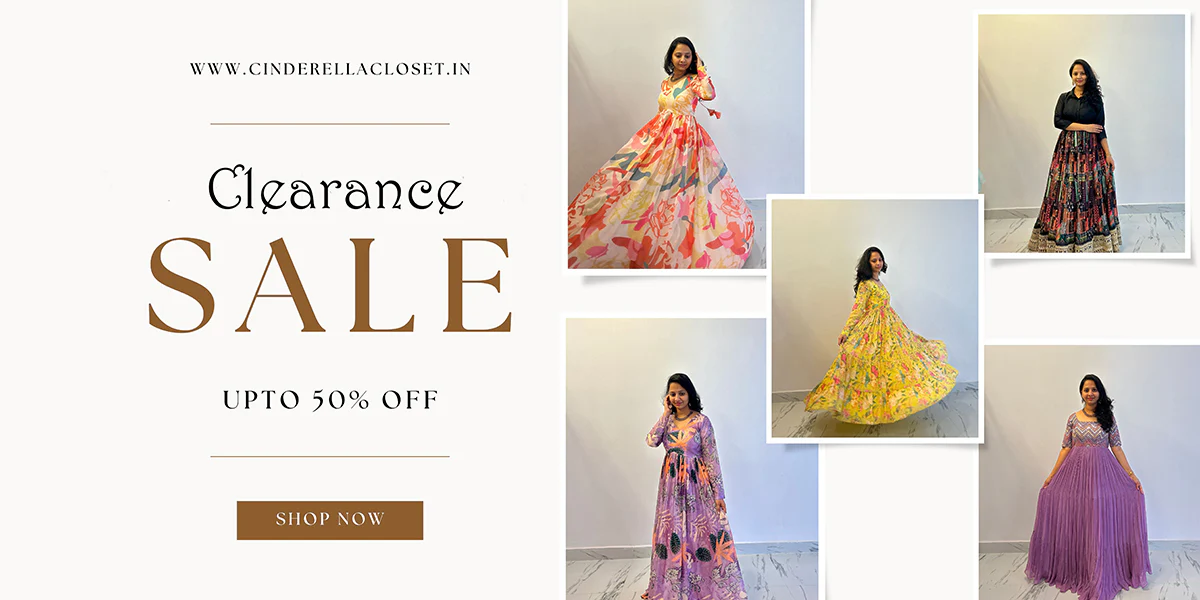 WWW.CINDERELLACLOSET.IN
Clearance
SALE
UPTO 50% OFF
SHOP NOW